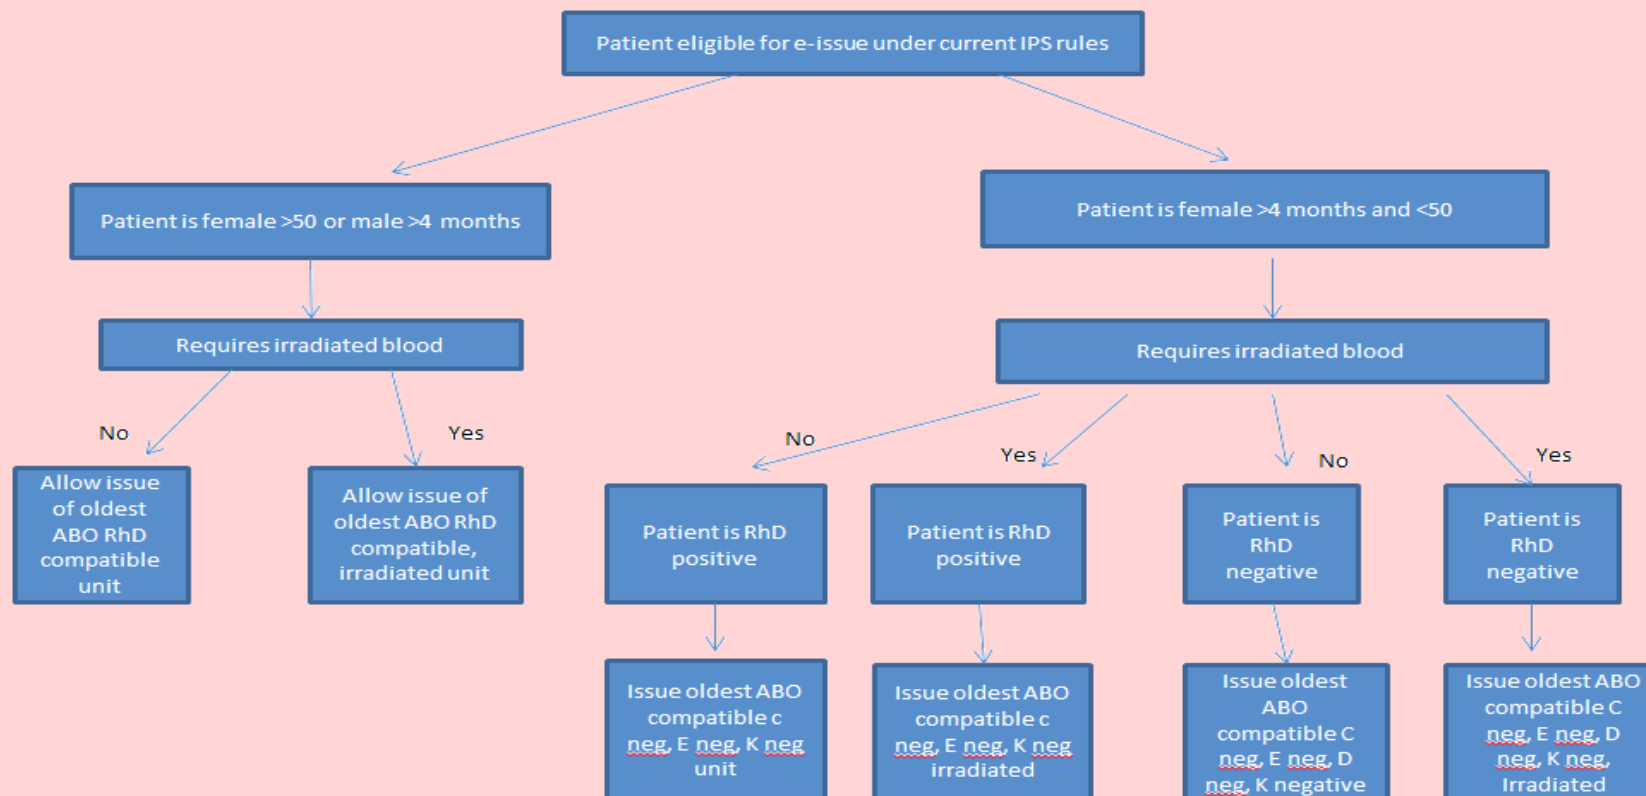 Patient eligible for e-issue under current IPS rules
Patient is female >50 or male >4 months
Patient is female >4 months and <50
Requires irradiated blood
Requires irradiated blood
No
Yes
No
Yes
No
Yes
Allow issue
of oldest
ABO RhD
compatible
unit
Allow issue of
oldest ABO RhD
compatible,
irradiated unit
Patient is RhD
positive
Patient is RhD
positive
Patient is
RhD
negative
Patient is
RhD
negative
Issue oldest ABO
compatible c
neg, E neg, K neg
unit
Issue oldest ABO
compatible c
neg, E neg, K neg
irradiated
Issue oldest
ABO
compatible C
neg, E neg, D
neg, K negative
Issue oldest ABO
compatible C
neg, E neg, D
neg, K neg,
Irradiated